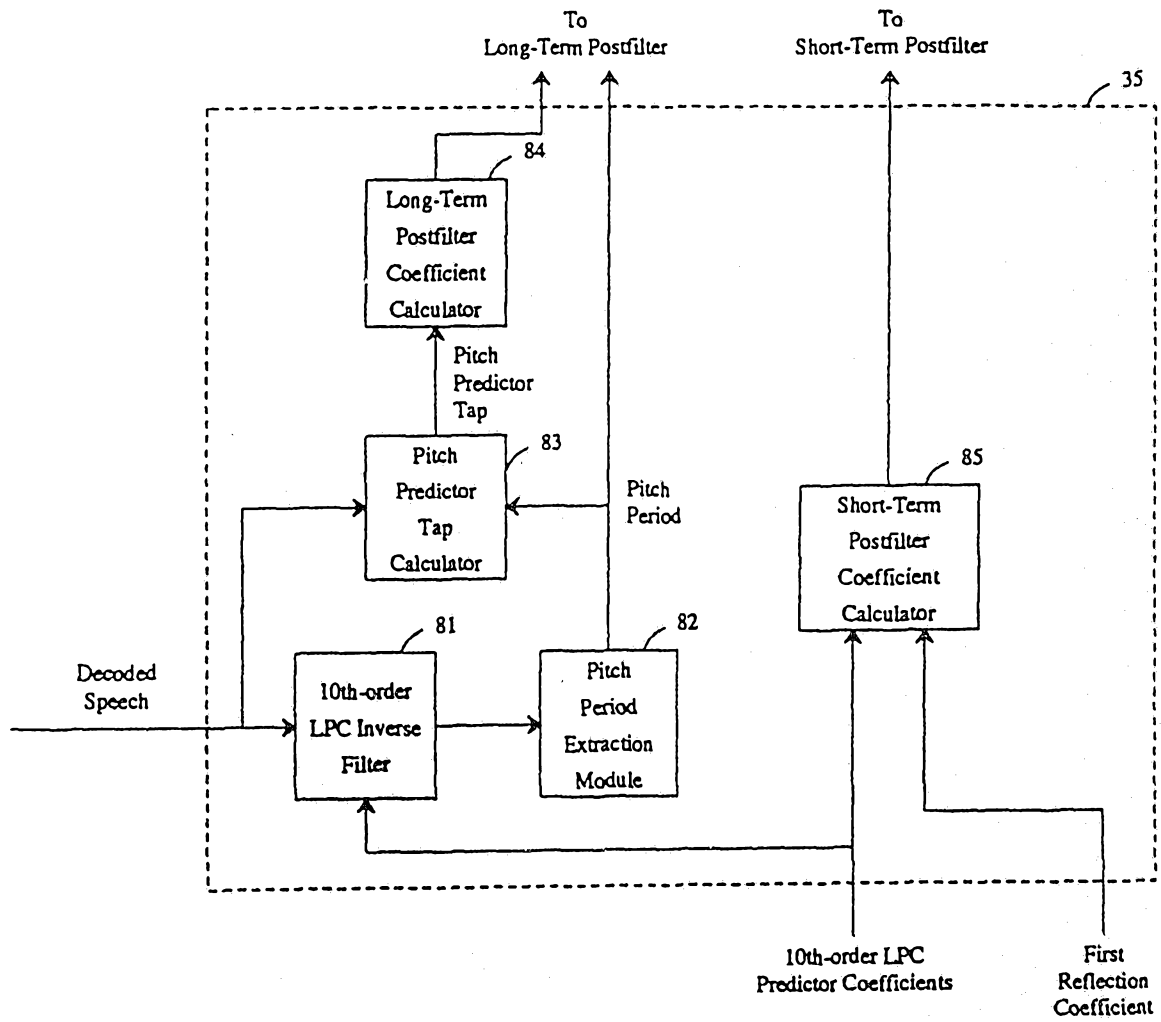 To
Long-Term Postfilter
To
Short-Term Postfilter
35
84
Long-Term
Postfilter
Coefficient
Calculator
Pitch
Predictor
Tap
83
Pitch
Predictor
Tap
Calculator
Pitch
Period
85
Short-Term
Postfilter
Coefficient
Calculator
81
82
Decoded
Speech
10th-order
LPC Inverse
Filter
Pitch
Period
Extraction
Module
10th-order LPC
Predictor Coefficients
First
Reflection
Coefficient